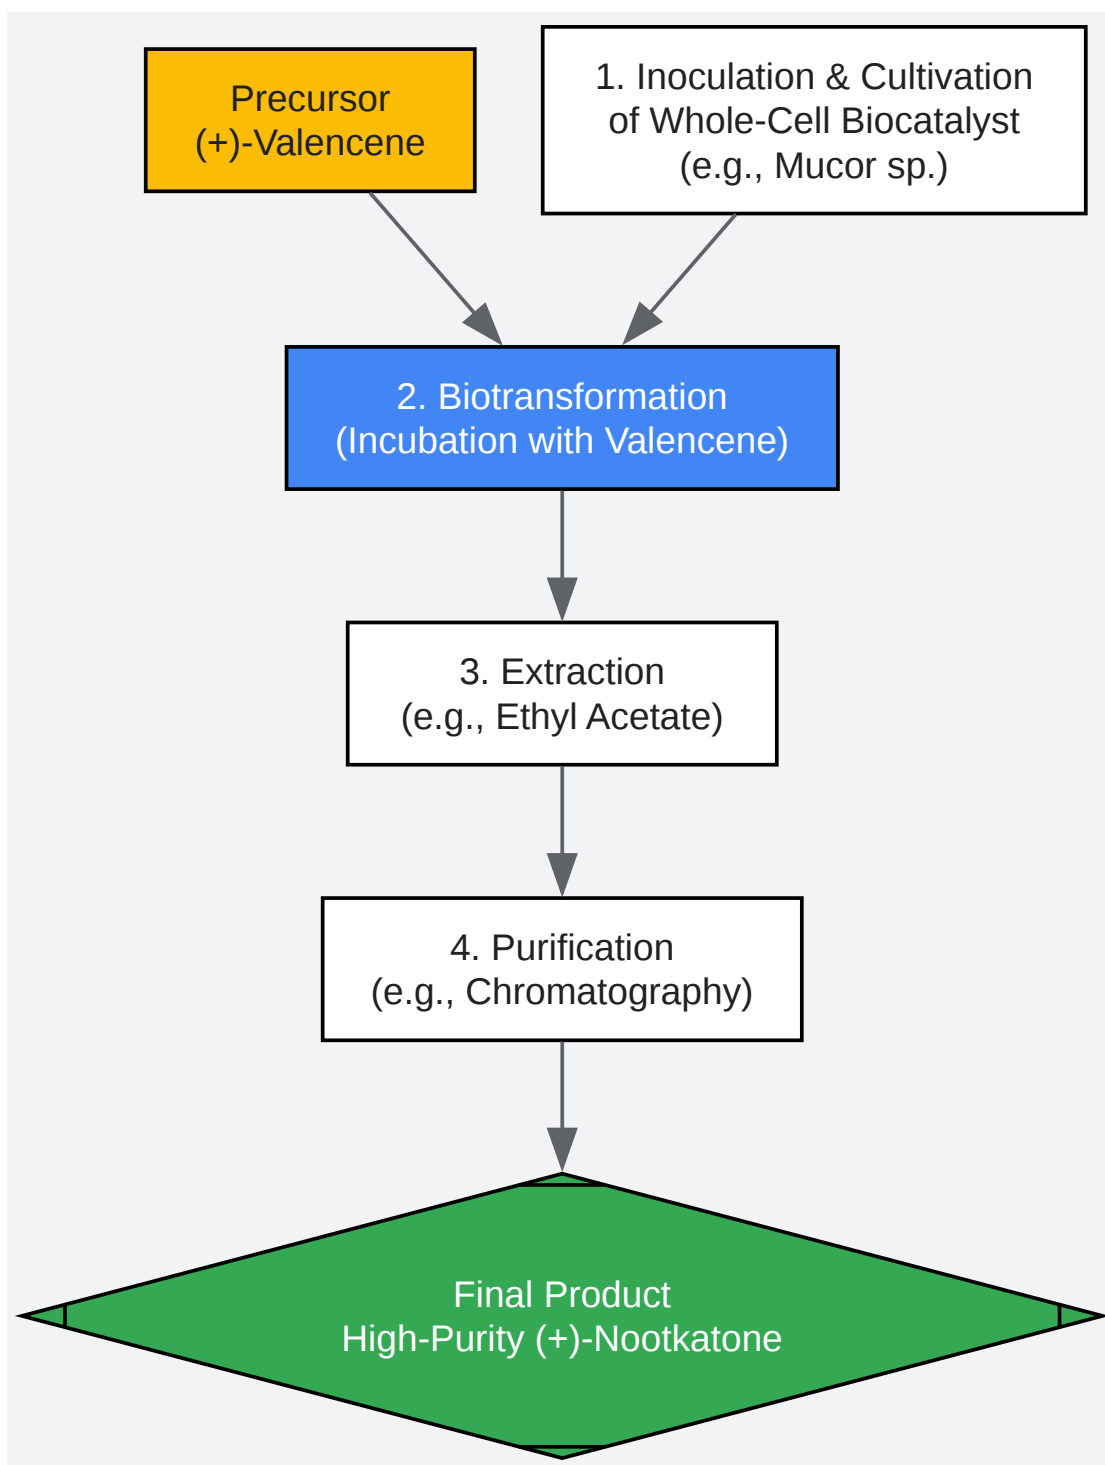 Precursor
(+)-Valencene
1. Inoculation & Cultivation
of Whole-Cell Biocatalyst
(e.g., Mucor sp.)
2. Biotransformation
(Incubation with Valencene)
3. Extraction
(e.g., Ethyl Acetate)
4. Purification
(e.g., Chromatography)
Final Product
High-Purity (+)-Nootkatone